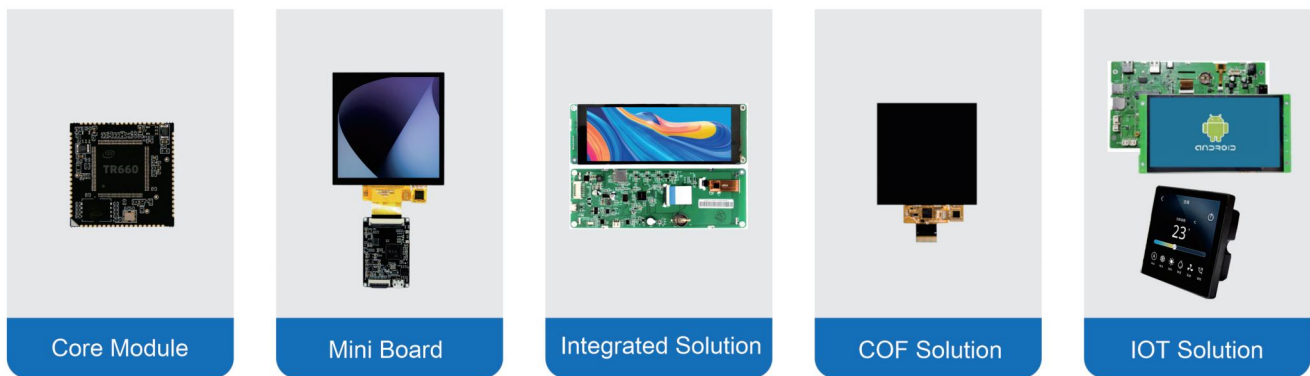 TR660
ANDROID
23
Core Module
Mini Board
Integrated Solution
COF Solution
IOT Solution